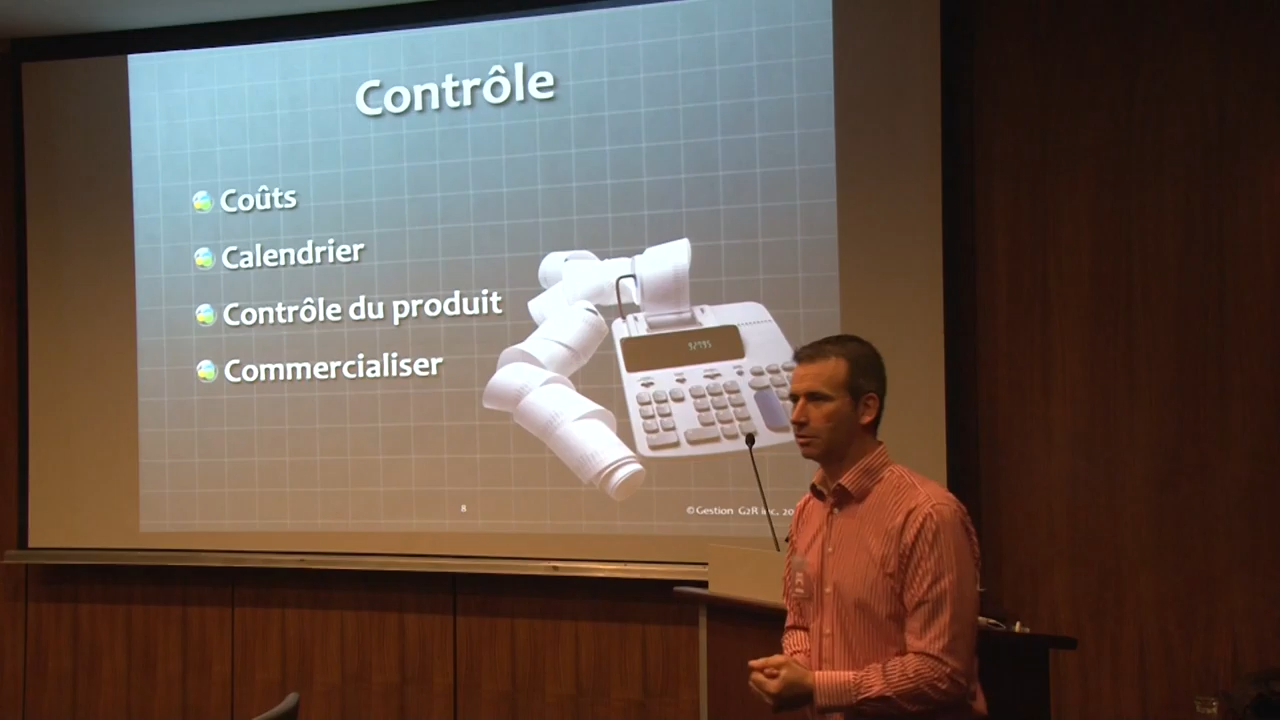 Contrôle
Coûts
Calendrier
Contrôle du produit
Commercialiser
8
©Gestion G2R inc. 20